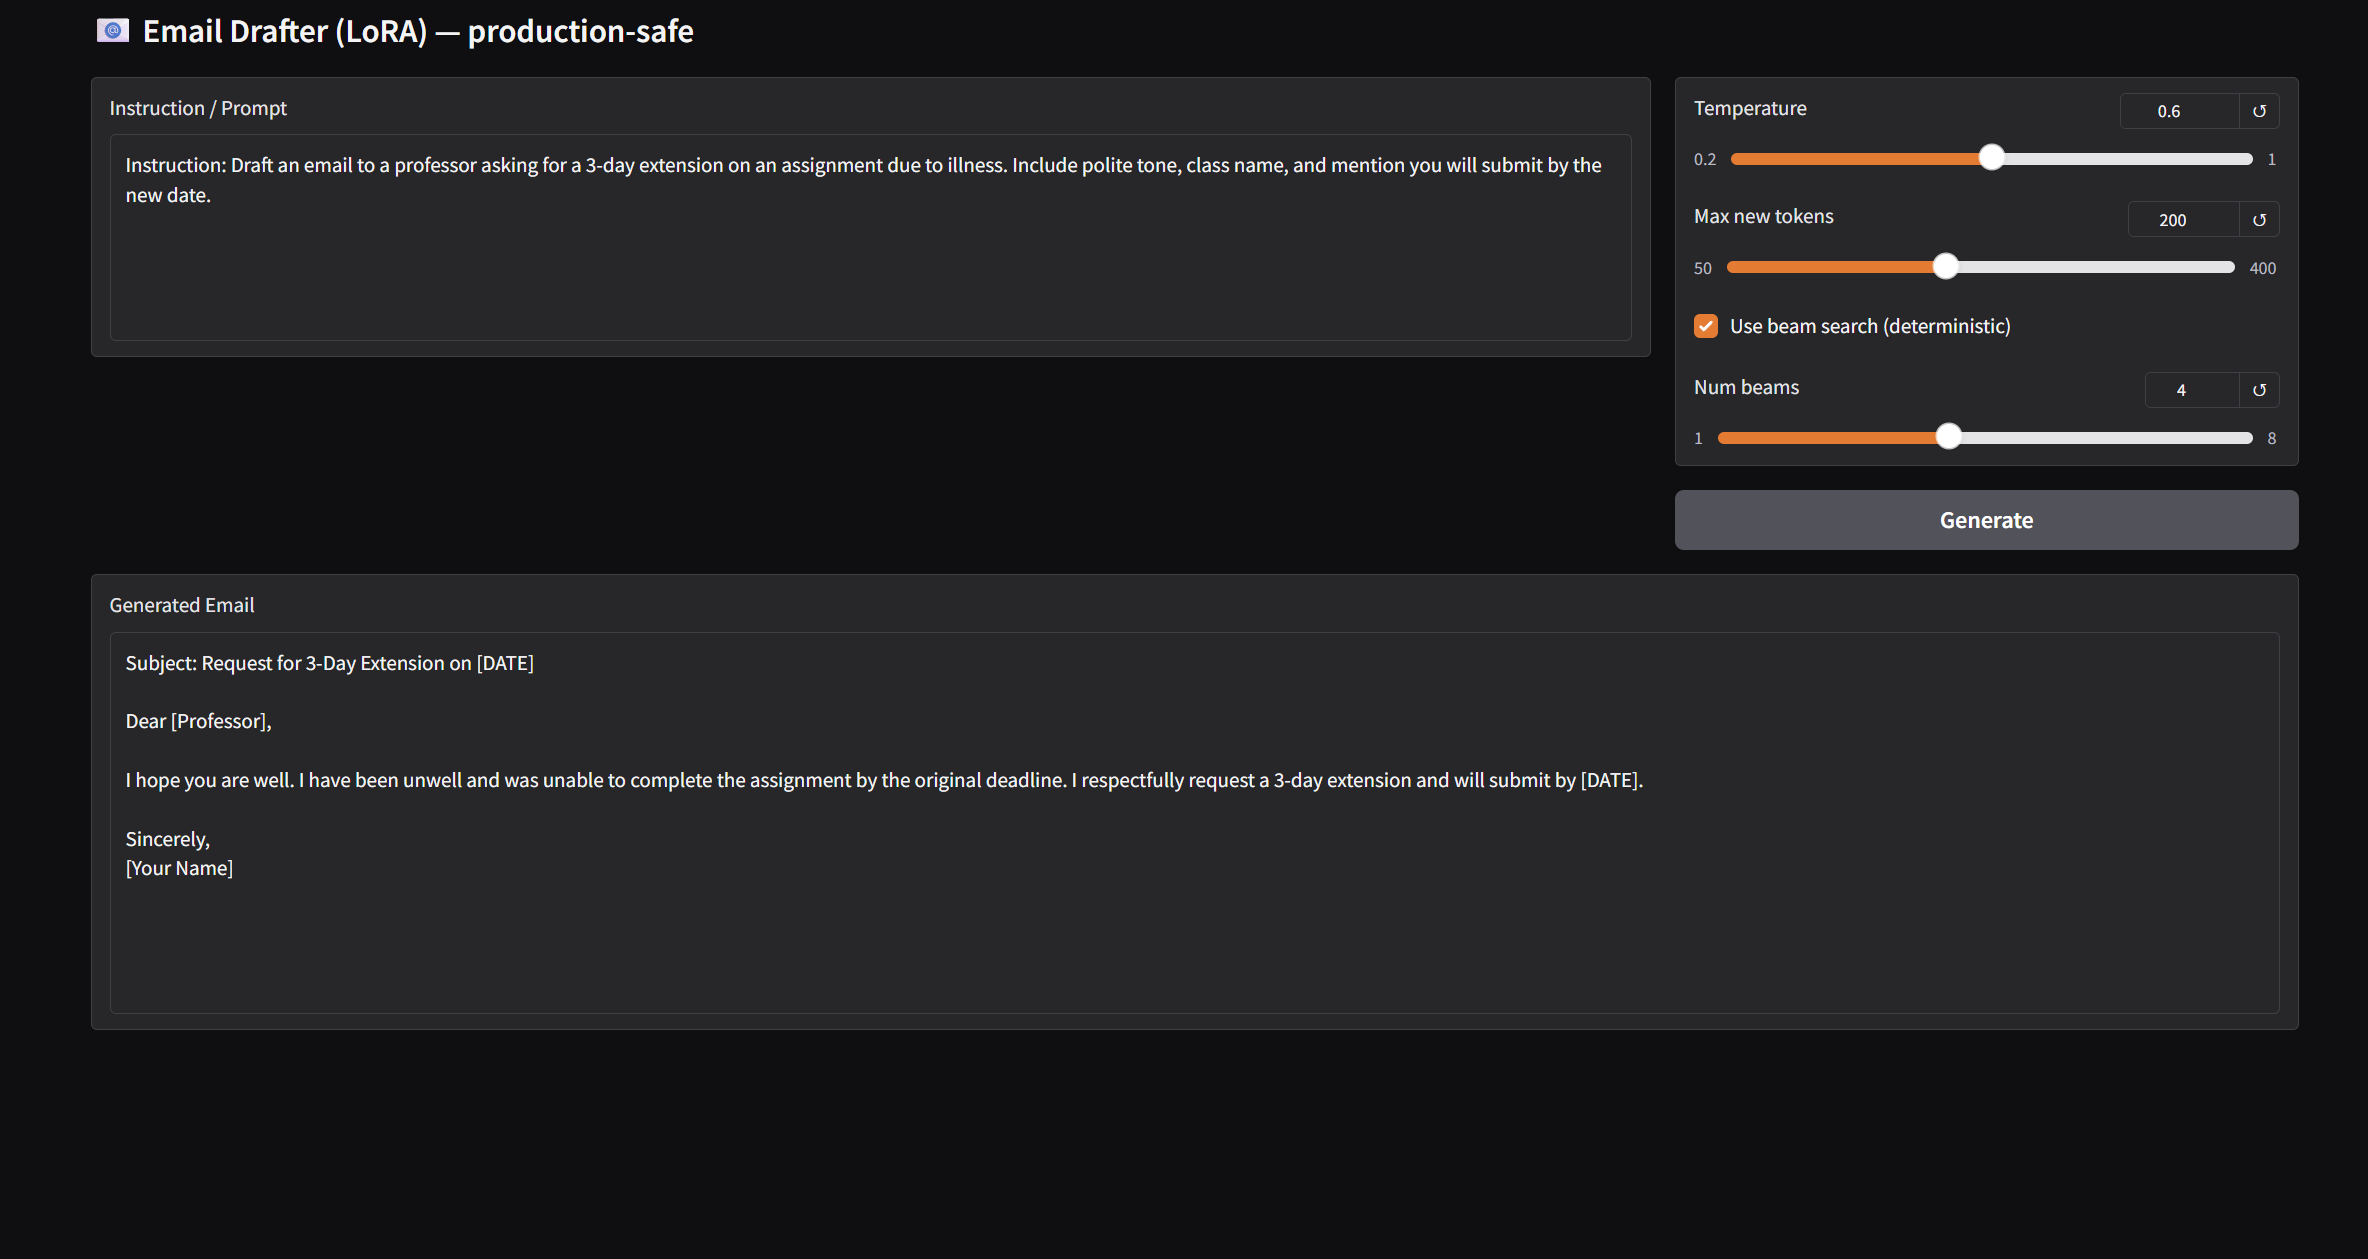 Email Drafter (LoRA) — production-safe
Instruction / Prompt
Instruction: Draft an email to a professor asking for a 3-day extension on an assignment due to illness. Include polite tone, class name, and mention you will submit by the
new date.
Temperature
0.6
↺
0.2
1
Max new tokens
200
↺
50
400
Use beam search (deterministic)
Num beams
4
↺
1
8
Generate
Generated Email
Subject: Request for 3-Day Extension on [DATE]
Dear [Professor],
I hope you are well. I have been unwell and was unable to complete the assignment by the original deadline. I respectfully request a 3-day extension and will submit by [DATE].
Sincerely,
[Your Name]